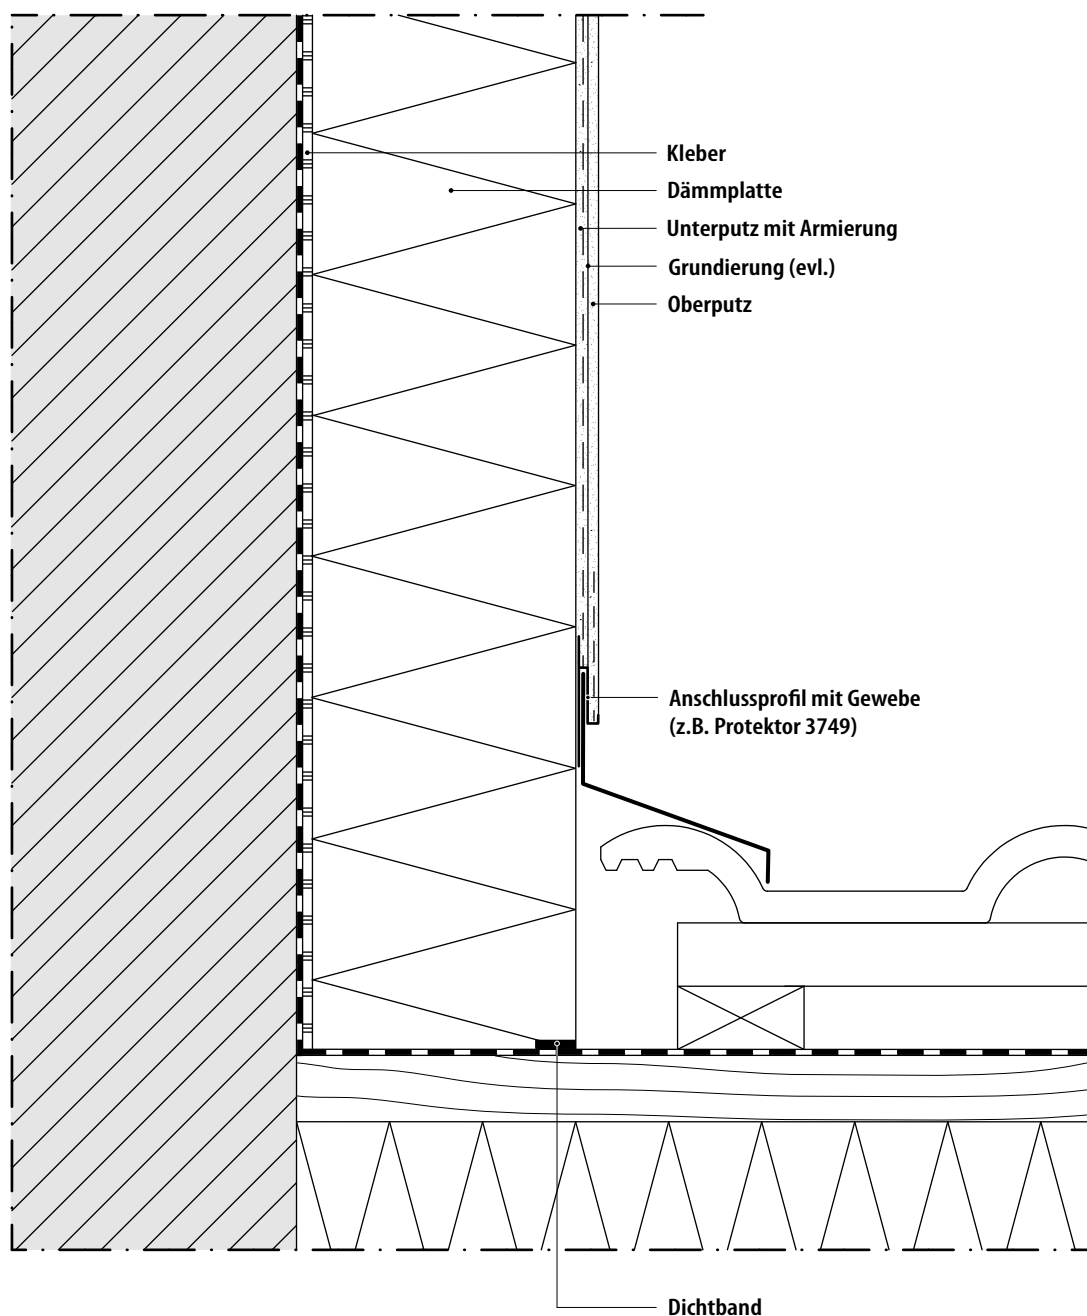 Kleber
Dämmplatte
Unterputz mit Armierung
Grundierung (evl.)
Oberputz
Anschlussprofil mit Gewebe
(z.B. Protektor 3749)
Dichtband